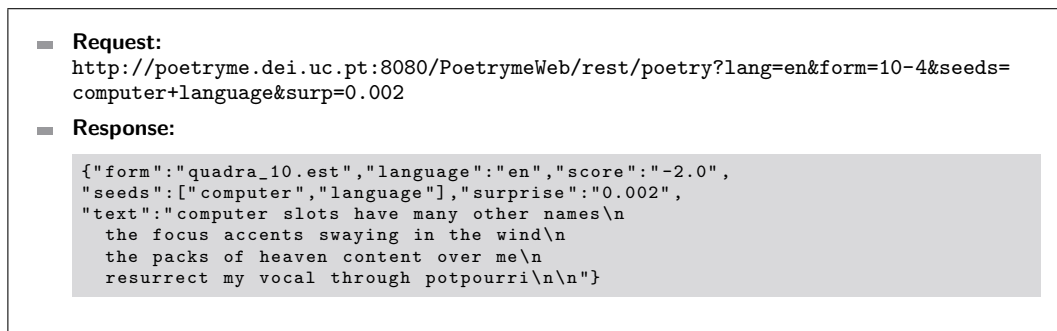 Request:
http://poetryme.dei.uc.pt:8080/PoetrymeWeb/rest/poetry?lang=en&form=10-4&seeds=
computer+language&surp=0.002
Response:
{"form":"quadra_10.est","language":"en","score":"-2.0",
"seeds":["computer","language"],"surprise":"0.002",
"text":"computer slots have many other names\n
the focus accents swaying in the wind\n
the packs of heaven content over me\n
resurrect my vocal through potpourri\n\n"}